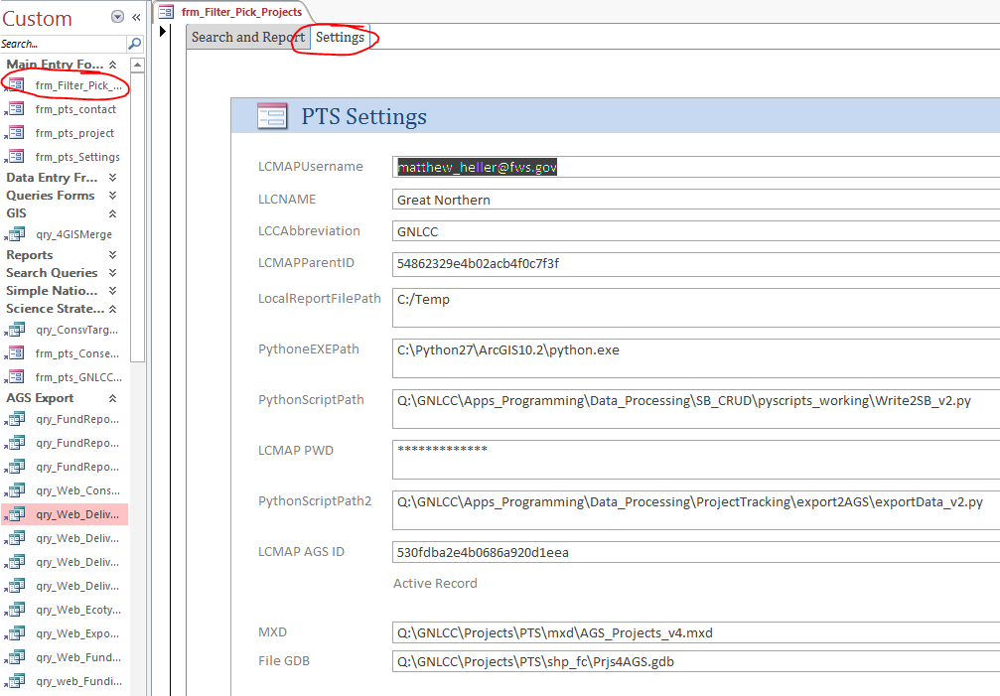 Custom
«
Search...
Main Entry Fo...
frm_Filter_Pick_...
frm_pts_contact
frm_pts_project
frm_pts_Settings
Data Entry Fr...
Queries Forms
GIS
qry_4GISMerge
Reports
Search Queries
Simple Natio...
Science Strate...
qry_ConsvTarg...
frm_pts_Conse...
frm_pts_GNLCC...
AGS Export
qry_FundRepo...
qry_FundRepo...
qry_FundRepo...
qry_Web_Cons...
qry_Web_Deliv...
qry_Web_Deliv...
qry_Web_Deliv...
qry_Web_Deliv...
qry_Web_Ecoty...
qry_Web_Expo...
qry_Web_Fund...
qry_web_Fundi...
frm_Filter_Pick_Projects
Search and Report Settings
PTS Settings
LCMAPUsername matthew_heller@fws.gov
LLCNAME Great Northern
LCCAbbreviation GNLCC
LCMAPParentID 54862329e4b02acb4f0c7f3f
LocalReportFilePath C:/Temp
PythoneEXEPath C:\Python27\ArcGIS10.2\python.exe
PythonScriptPath Q:\GNLCC\Apps_Programming\Data_Processing\SB_CRUD\pyscripts_working\Write2SB_v2.py
LCMAP PWD *************
PythonScriptPath2 Q:\GNLCC\Apps_Programming\Data_Processing\ProjectTracking\export2AGS\exportData_v2.py
LCMAP AGS ID 530fdba2e4b0686a920d1eea
Active Record
MXD Q:\GNLCC\Projects\PTS\mxd\AGS_Projects_v4.mxd
File GDB Q:\GNLCC\Projects\PTS\shp_fc\Prjs4AGS.gdb